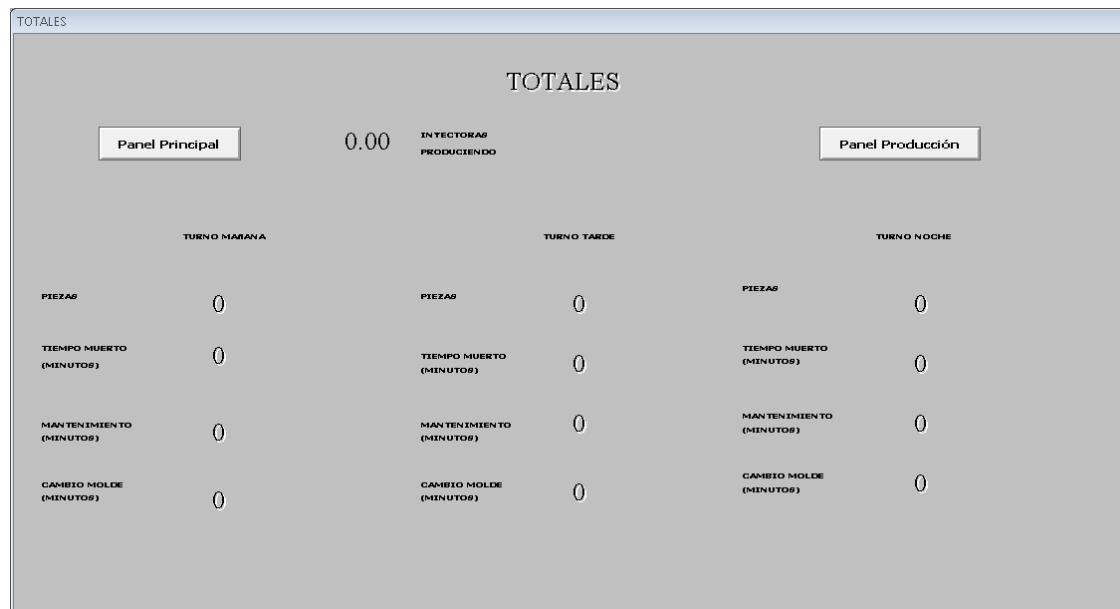 TOTALES
TOTALES
Panel Principal
0.00
INYECTORAS
PRODUCIENDO
Panel Producción
TURNO MAÑANA
TURNO TARDE
TURNO NOCHE
PIEZAS
0
PIEZAS
0
PIEZAS
0
TIEMPO MUERTO
(MINUTOS)
0
TIEMPO MUERTO
(MINUTOS)
0
TIEMPO MUERTO
(MINUTOS)
0
MANTENIMIENTO
(MINUTOS)
0
MANTENIMIENTO
(MINUTOS)
0
MANTENIMIENTO
(MINUTOS)
0
CAMBIO MOLDE
(MINUTOS)
0
CAMBIO MOLDE
(MINUTOS)
0
CAMBIO MOLDE
(MINUTOS)
0